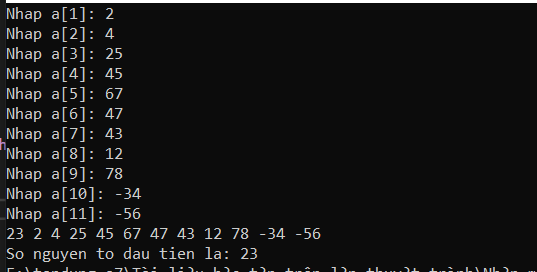 Nhap a[1]: 2
Nhap a[2]: 4
Nhap a[3]: 25
Nhap a[4]: 45
Nhap a[5]: 67
Nhap a[6]: 47
Nhap a[7]: 43
Nhap a[8]: 12
Nhap a[9]: 78
Nhap a[10]: -34
Nhap a[11]: -56
23 2 4 25 45 67 47 43 12 78 -34 -56
So nguyen to dau tien la: 23